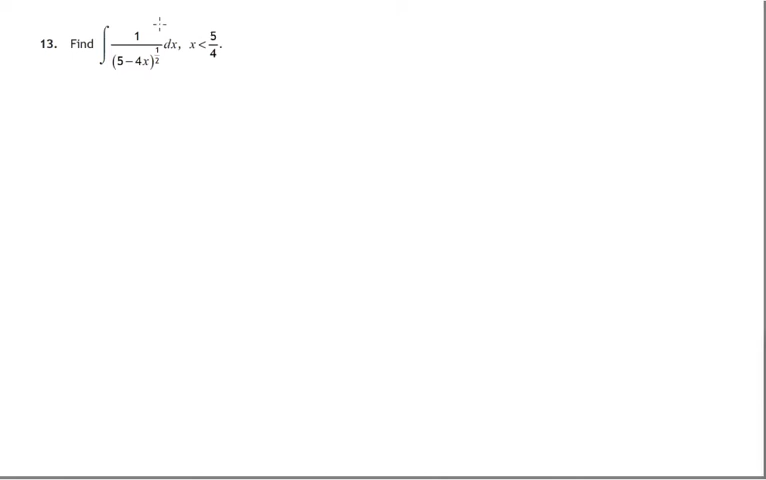 13. Find ∫ 1/(5−4x)^(1/2) dx, x < 5/4.